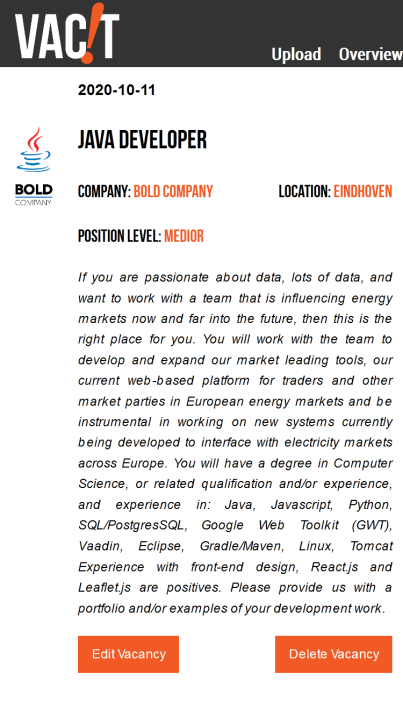 VAC!T
Upload Overview
2020-10-11
JAVA DEVELOPER
BOLD
COMPANY
COMPANY: BOLD COMPANY LOCATION: EINDHOVEN
POSITION LEVEL: MEDIOR
If you are passionate about data, lots of data, and
want to work with a team that is influencing energy
markets now and far into the future, then this is the
right place for you. You will work with the team to
develop and expand our market leading tools, our
current web-based platform for traders and other
market parties in European energy markets and be
instrumental in working on new systems currently
being developed to interface with electricity markets
across Europe. You will have a degree in Computer
Science, or related qualification and/or experience,
and experience in: Java, Javascript, Python,
SQL/PostgresSQL, Google Web Toolkit (GWT),
Vaadin, Eclipse, Gradle/Maven, Linux, Tomcat
Experience with front-end design, React.js and
Leaflet.js are positives. Please provide us with a
portfolio and/or examples of your development work.
Edit Vacancy Delete Vacancy